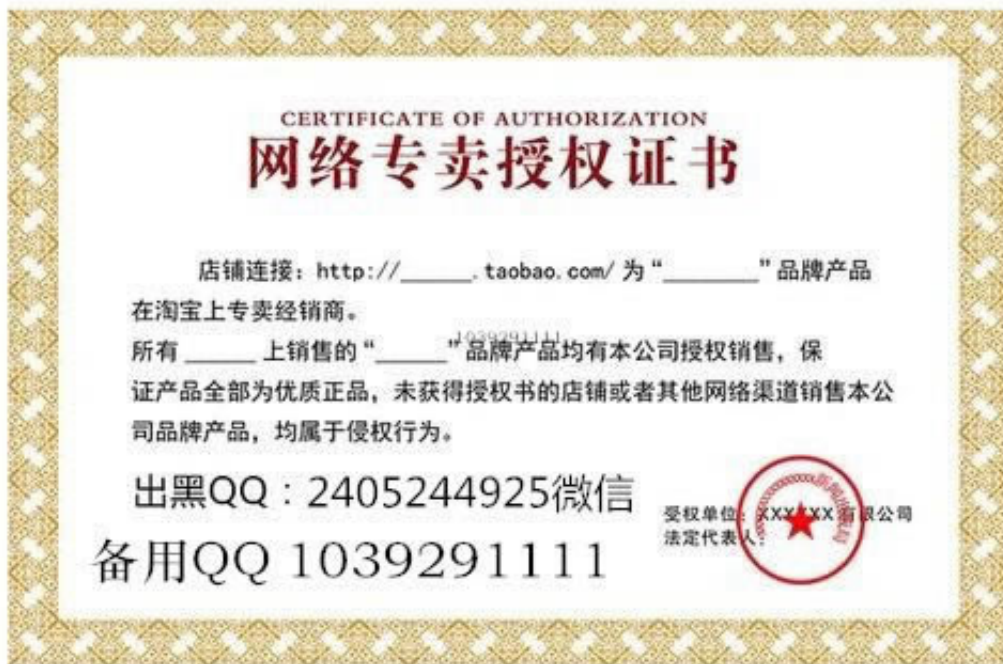 CERTIFICATE OF AUTHORIZATION
网络专卖授权证书
店铺连接：http://______.taobao.com/ 为“________”品牌产品
在淘宝上专卖经销商。
1039291111
所有 ______ 上销售的“______”品牌产品均有本公司授权销售，保
证产品全部为优质正品，未获得授权书的店铺或者其他网络渠道销售本公
司品牌产品，均属于侵权行为。
出黑QQ：2405244925微信
受权单位：XXXXXX 有限公司
法定代表人：
备用QQ 1039291111